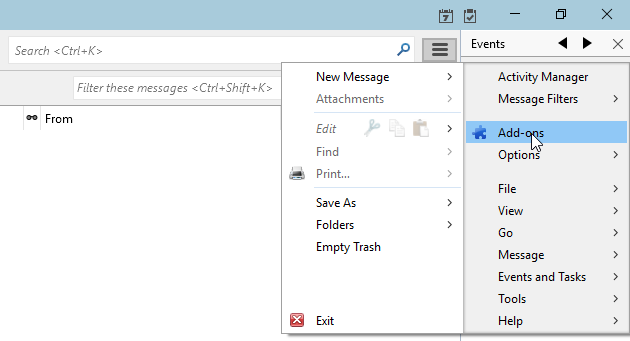 Search <Ctrl+K>
Events
Filter these messages <Ctrl+Shift+K>
From
New Message
Attachments
Edit
Find
Print...
Save As
Folders
Empty Trash
Exit
Activity Manager
Message Filters
Add-ons
Options
File
View
Go
Message
Events and Tasks
Tools
Help